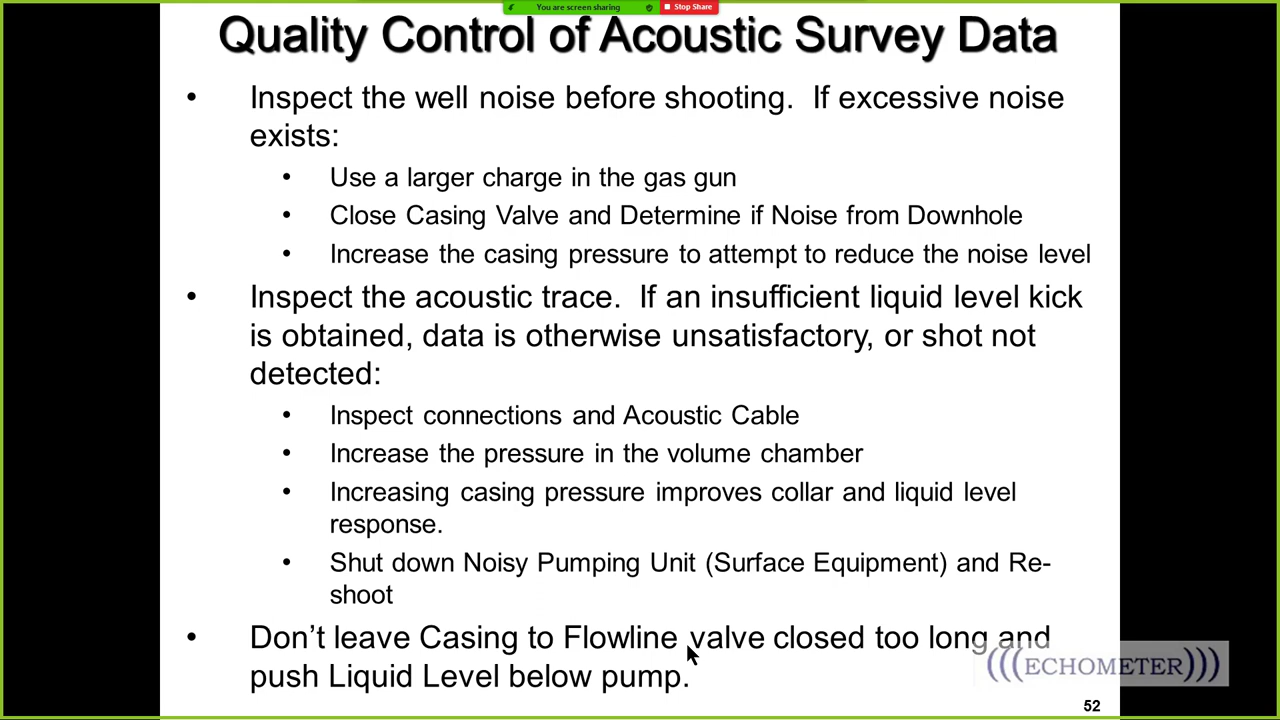 You are screen sharing
Stop Share
Quality Control of Acoustic Survey Data
• Inspect the well noise before shooting. If excessive noise
exists:
• Use a larger charge in the gas gun
• Close Casing Valve and Determine if Noise from Downhole
• Increase the casing pressure to attempt to reduce the noise level
• Inspect the acoustic trace. If an insufficient liquid level kick
is obtained, data is otherwise unsatisfactory, or shot not
detected:
• Inspect connections and Acoustic Cable
• Increase the pressure in the volume chamber
• Increasing casing pressure improves collar and liquid level
response.
• Shut down Noisy Pumping Unit (Surface Equipment) and Re-
shoot
• Don’t leave Casing to Flowline valve closed too long and
push Liquid Level below pump.
(((ECHOMETER)))
52